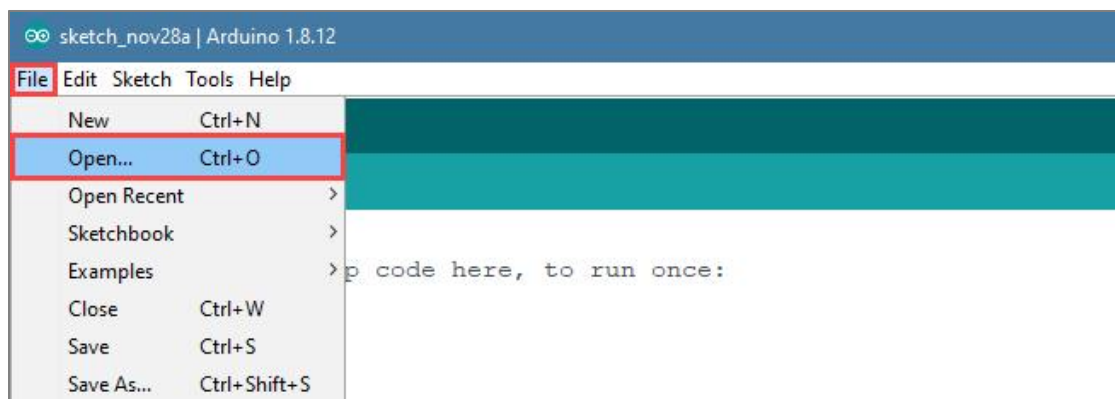 sketch_nov28a | Arduino 1.8.12
File Edit Sketch Tools Help
New Ctrl+N
Open... Ctrl+O
Open Recent >
Sketchbook >
Examples > p code here, to run once:
Close Ctrl+W
Save Ctrl+S
Save As... Ctrl+Shift+S